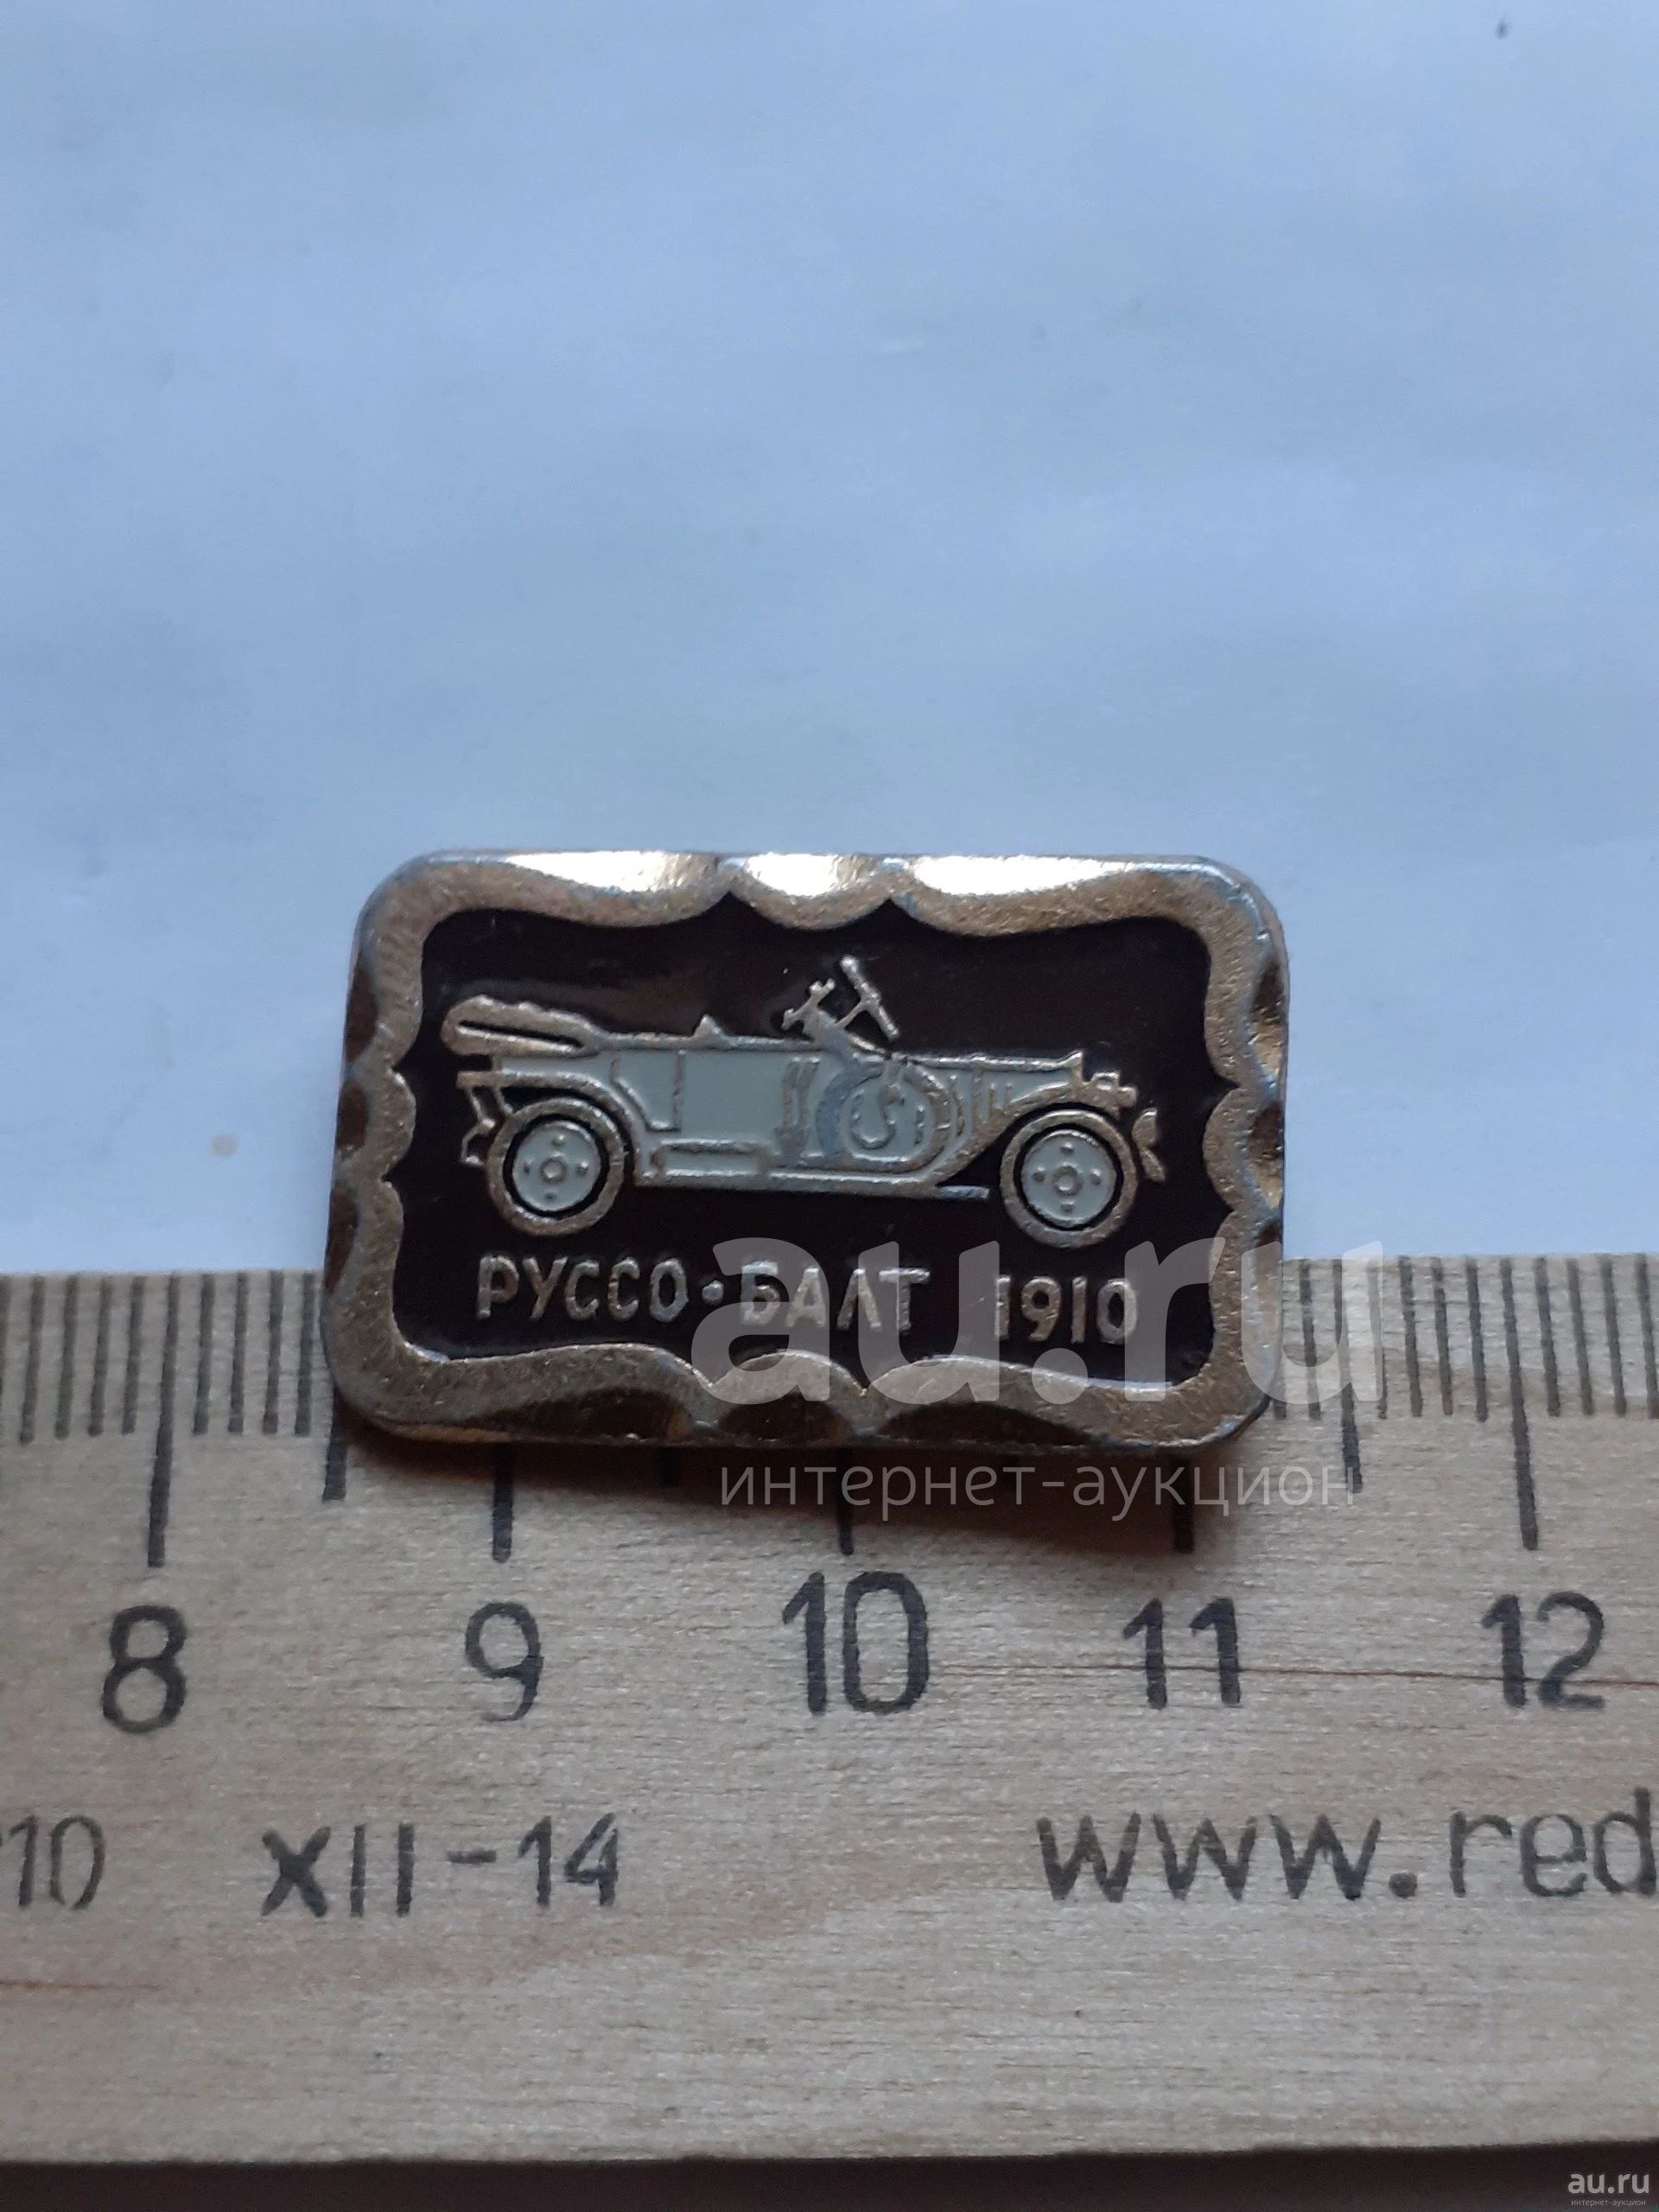 РУССО·БАЛТ 1910
au.ru
интернет-аукцион
8 9 10 11 12
10 XII-14 www.red
au.ru
интернет-аукцион